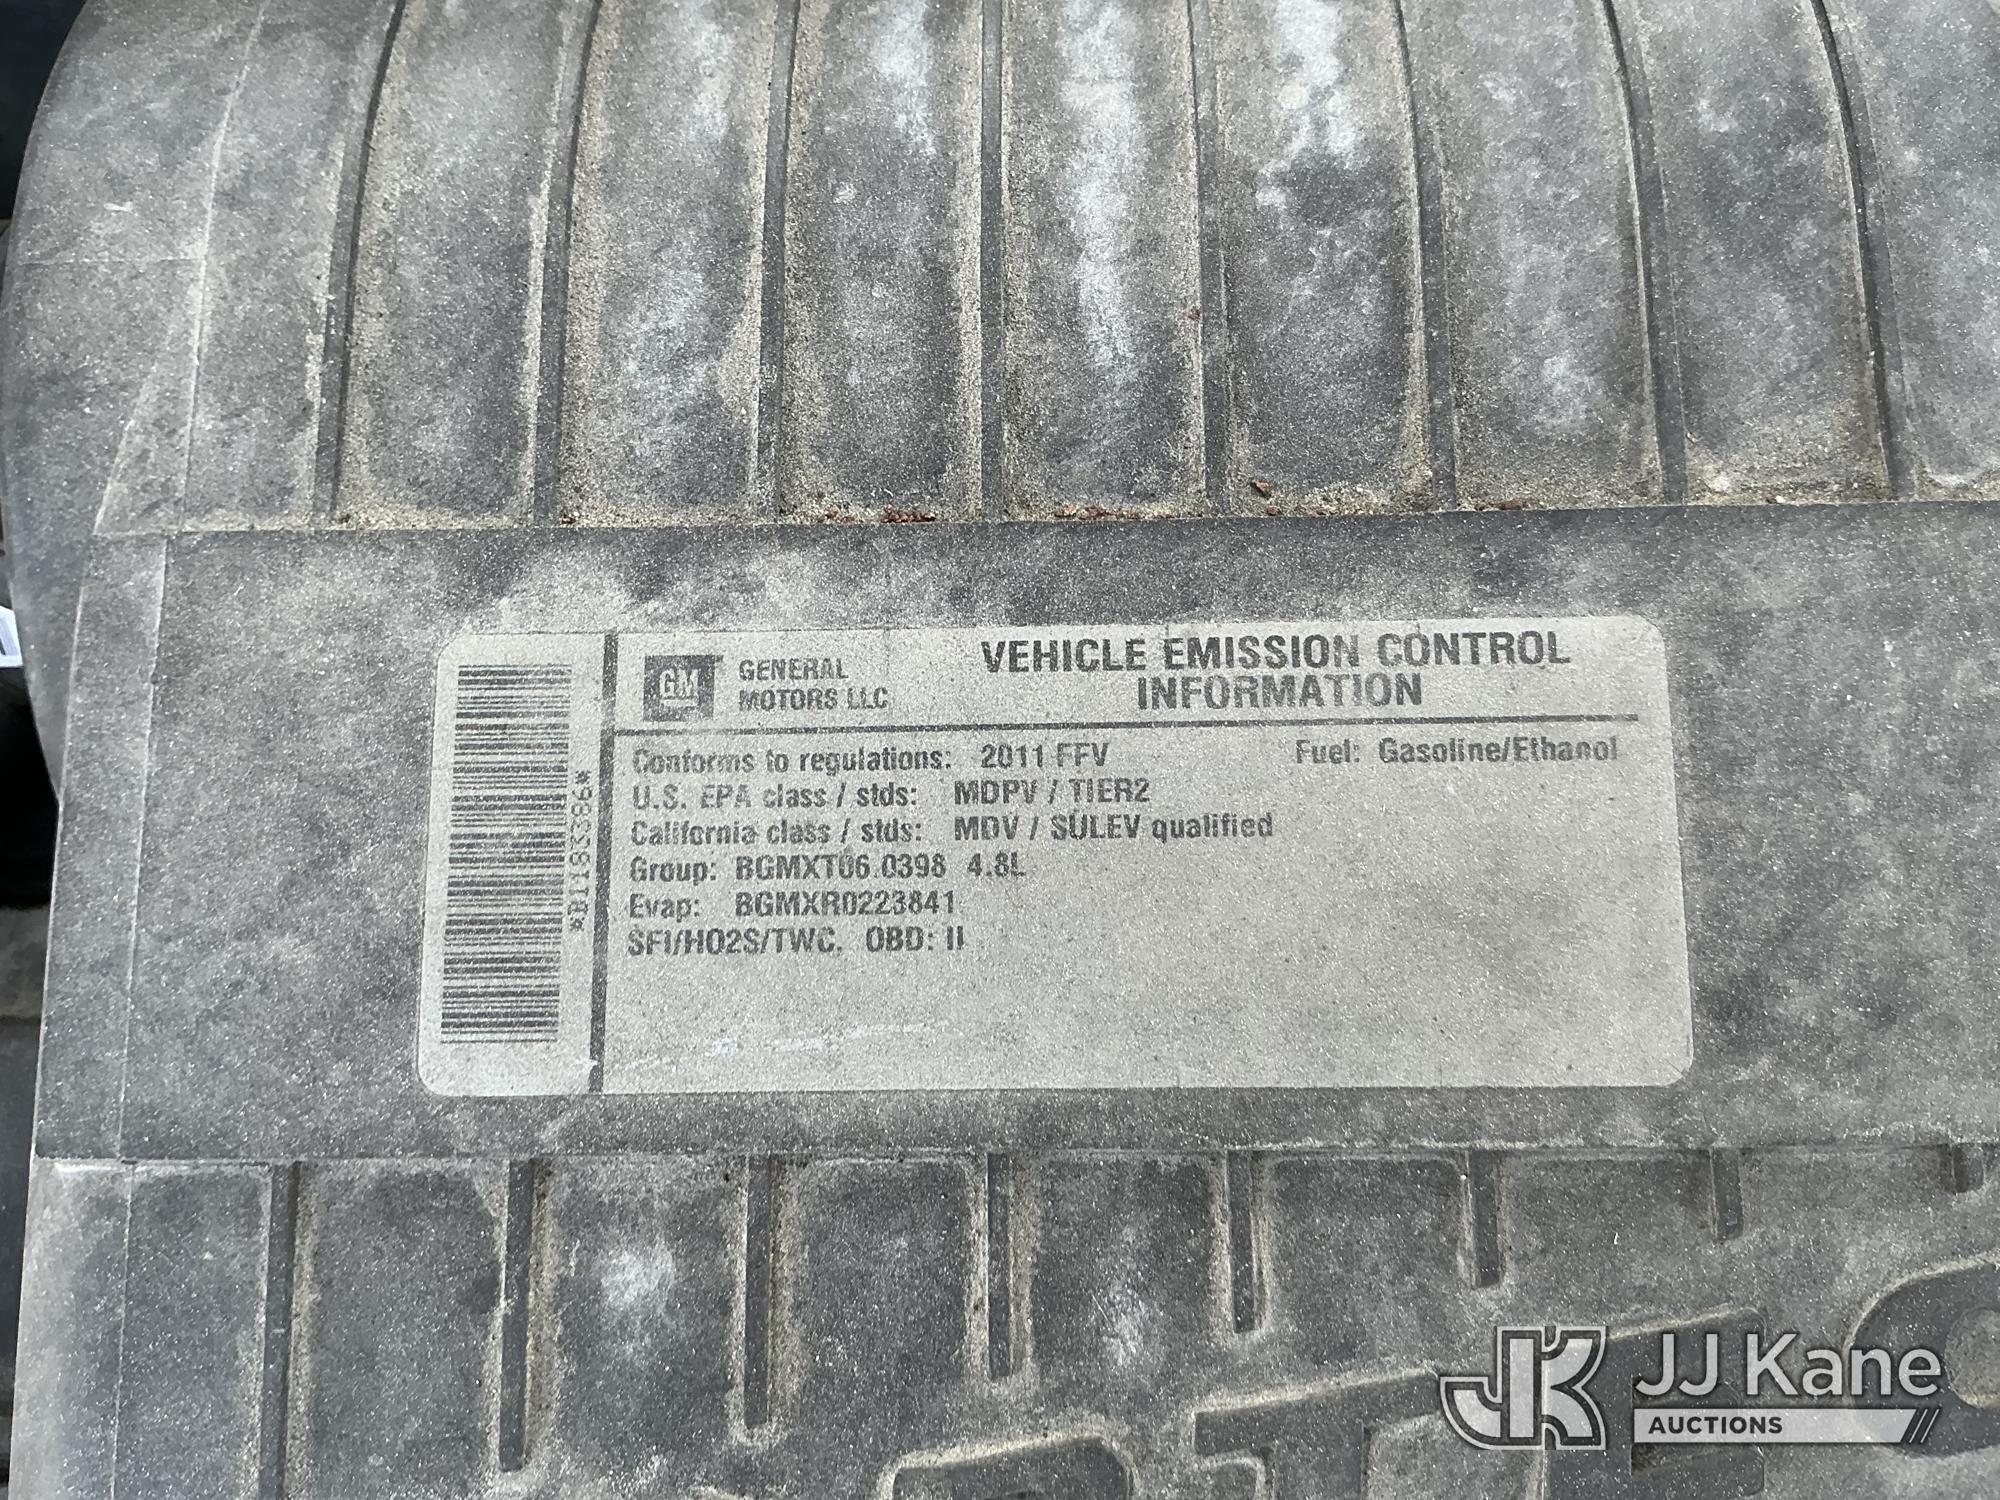 GM
GENERAL
MOTORS LLC
VEHICLE EMISSION CONTROL
INFORMATION
Conforms to regulations: 2011 FFV Fuel: Gasoline/Ethanol
U.S. EPA class / stds: MDPV / TIER2
California class / stds: MDV / SULEV qualified
Group: BGMXT06.0398 4.8L
Evap: BGMXR0223841
SFI/HO2S/TWC. OBD: II
JJ Kane
AUCTIONS